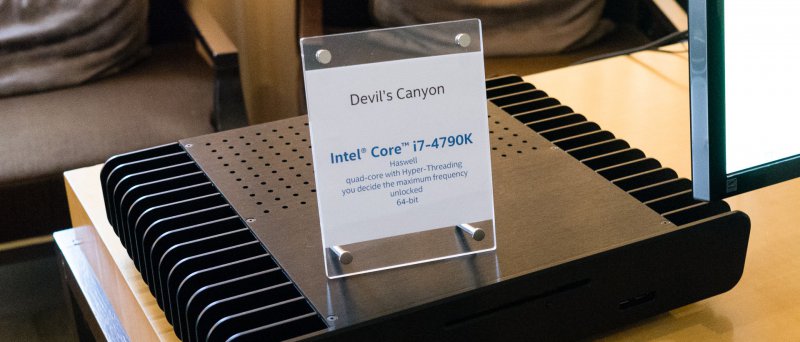 Devil's Canyon
Intel® Core™ i7-4790K
Haswell
quad-core with Hyper-Threading
you decide the maximum frequency
unlocked
64-bit